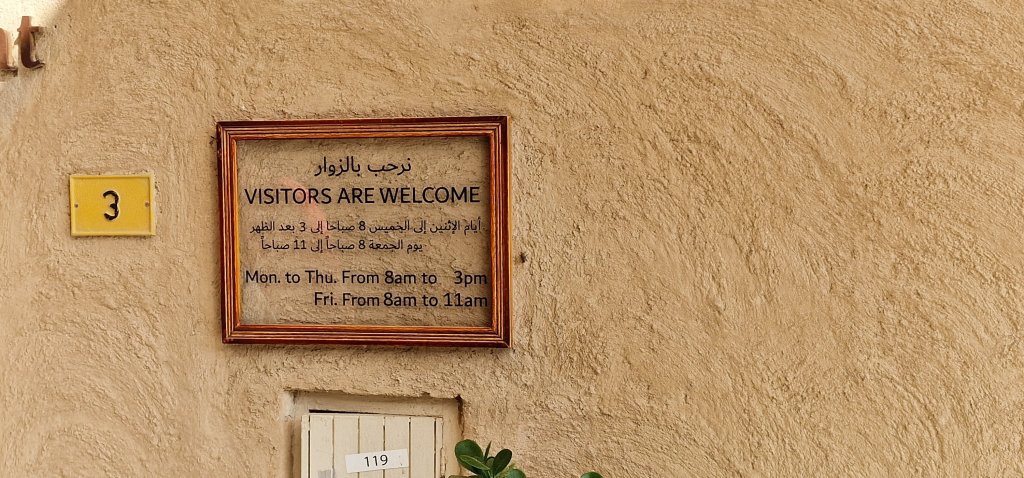 t
3
نرحب بالزوار
VISITORS ARE WELCOME
أيام الإثنين إلى الخميس 8 صباحا إلى 3 بعد الظهر
يوم الجمعة 8 صباحاً إلى 11 صباحاً
Mon. to Thu. From 8am to 3pm
Fri. From 8am to 11am
119